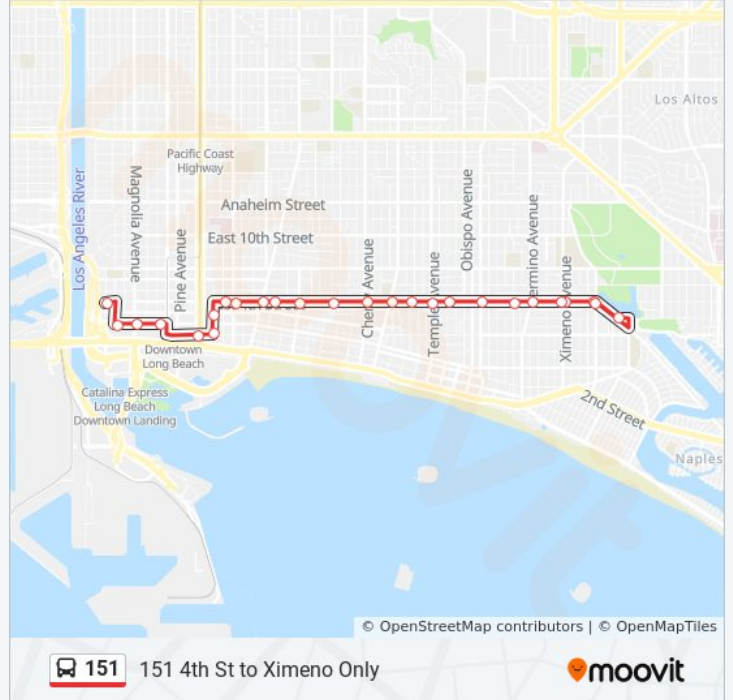 Los Altos
Pacific Coast
Highway
Los Angeles River
Magnolia Avenue
Pine Avenue
Anaheim Street
East 10th Street
Cherry Avenue
Temple Avenue
Obispo Avenue
Termino Avenue
Ximeno Avenue
Downtown
Long Beach
Catalina Express
Long Beach
Downtown Landing
2nd Street
Naples
© OpenStreetMap contributors | © OpenMapTiles
151
151 4th St to Ximeno Only
moovit